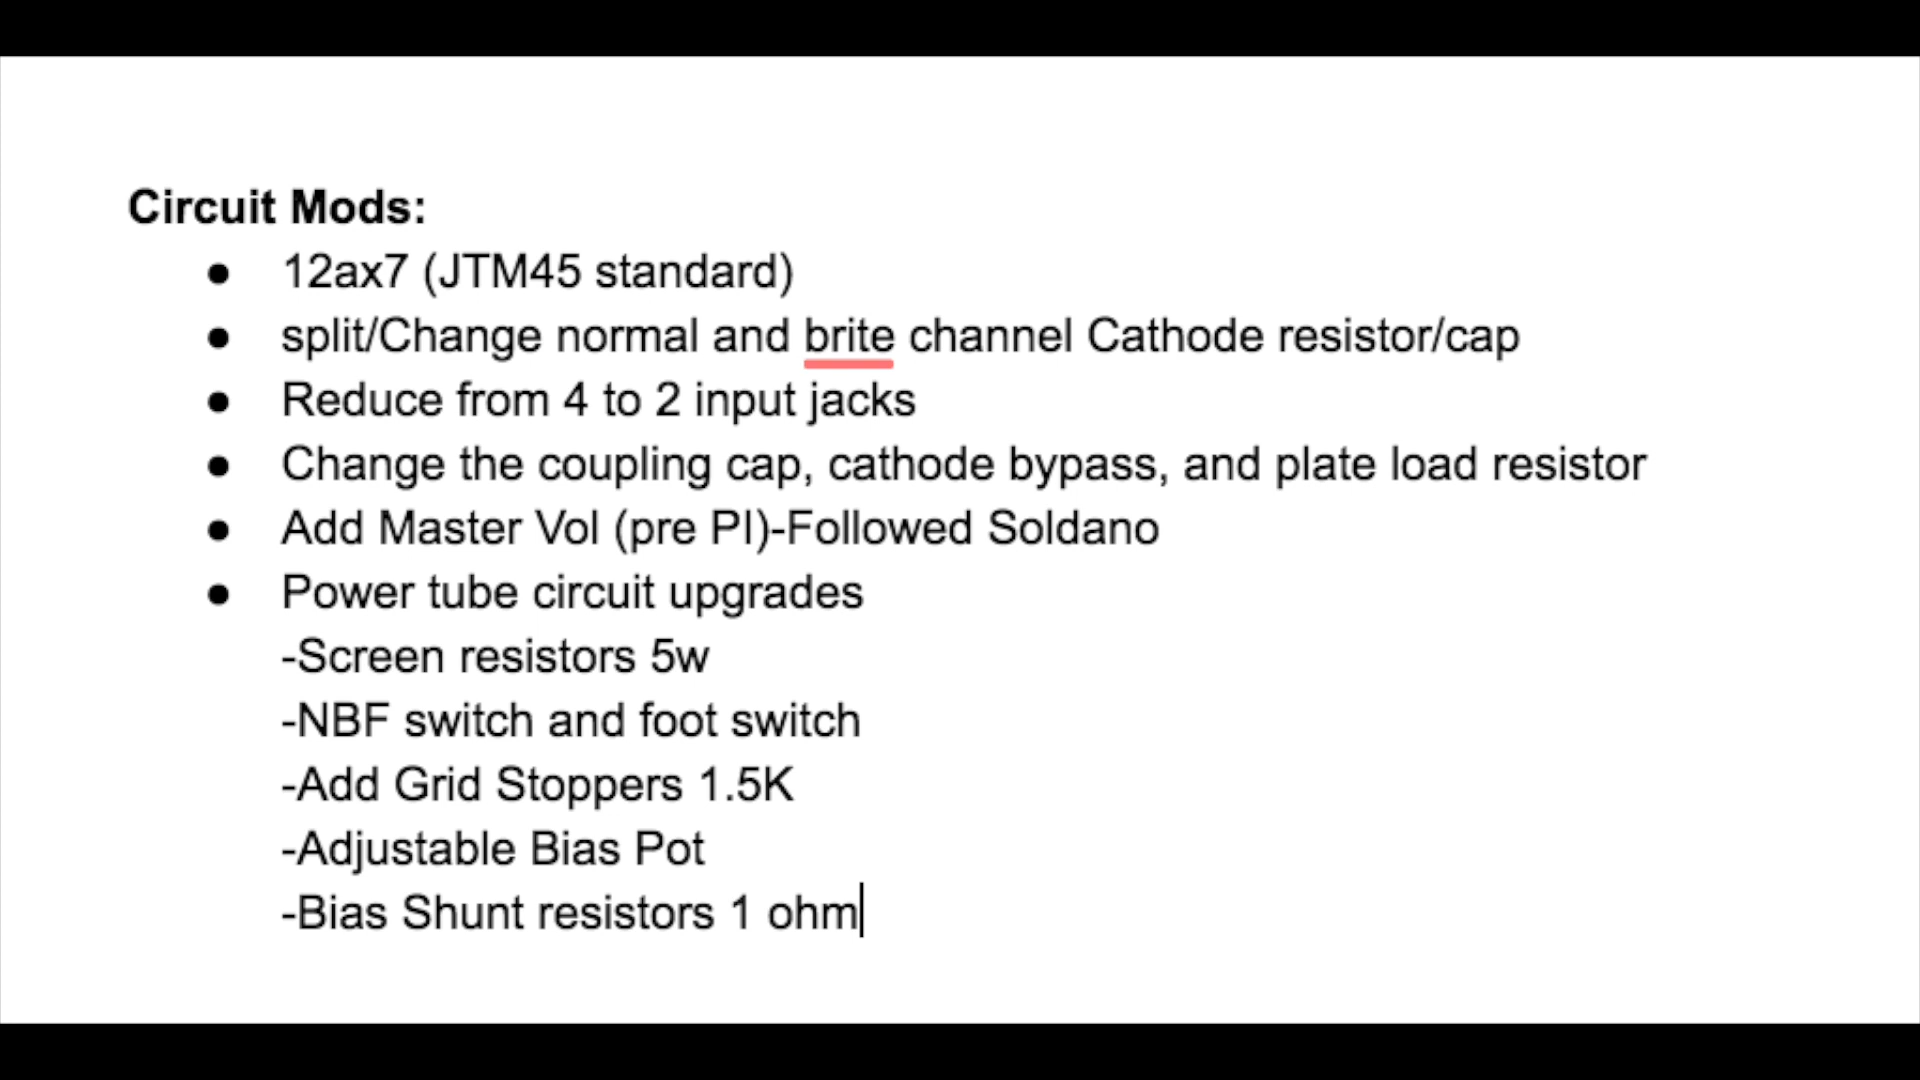 Circuit Mods:
● 12ax7 (JTM45 standard)
● split/Change normal and brite channel Cathode resistor/cap
● Reduce from 4 to 2 input jacks
● Change the coupling cap, cathode bypass, and plate load resistor
● Add Master Vol (pre PI)-Followed Soldano
● Power tube circuit upgrades
-Screen resistors 5w
-NBF switch and foot switch
-Add Grid Stoppers 1.5K
-Adjustable Bias Pot
-Bias Shunt resistors 1 ohm